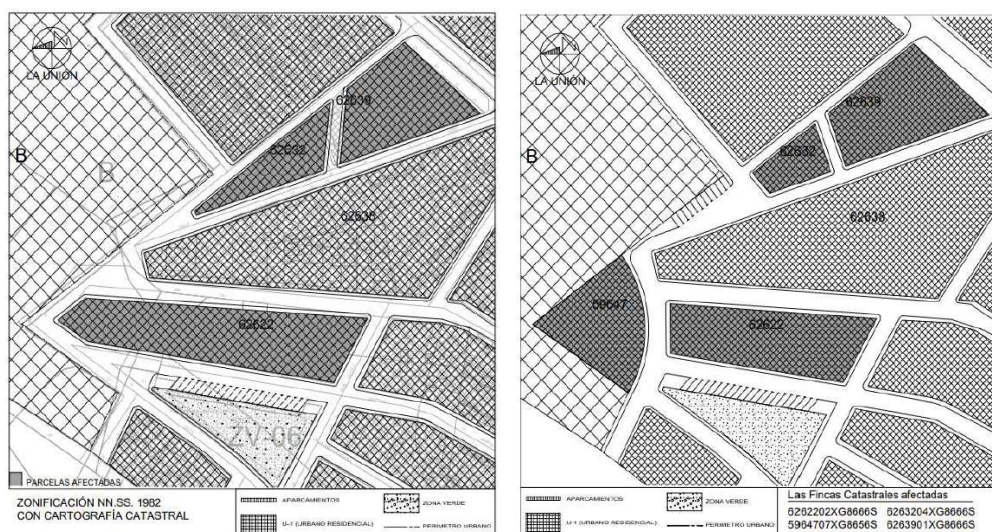 LA UNIÓN
62639
62632
B
B
62638
62622
ZV-06
PARCELAS AFECTADAS
ZONIFICACIÓN NN.SS. 1982
CON CARTOGRAFÍA CATASTRAL
APARCAMIENTOS
ZONA VERDE
U-1 (URBANO RESIDENCIAL)
PERIMETRO URBANO
LA UNIÓN
62639
62632
B
62638
59647
62622
APARCAMIENTOS
ZONA VERDE
U-1 (URBANO RESIDENCIAL)
PERIMETRO URBANO
Las Fincas Catastrales afectadas
6262202XG8666S 6263204XG8666S
5964707XG8656S 6263901XG8666S